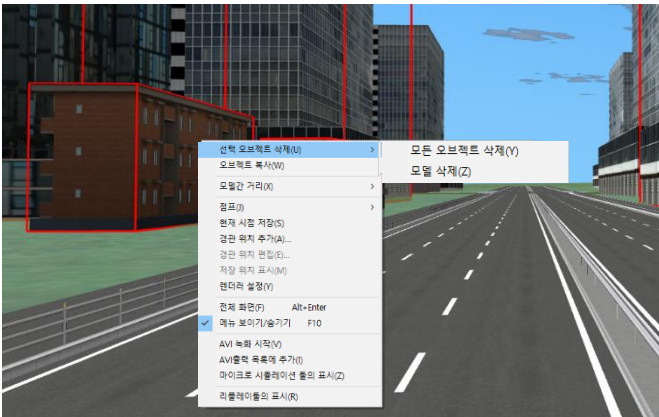 선택 오브젝트 삭제(U)
모든 오브젝트 삭제(Y)
모델 삭제(Z)
오브젝트 복사(W)
모델간 거리(X)
점프(J)
현재 시점 저장(S)
경관 위치 추가(A)...
경관 위치 편집(E)...
저장 위치 표시(M)
렌더러 설정(Y)
전체 화면(F) Alt+Enter
메뉴 보이기/숨기기 F10
AVI 녹화 시작(V)
AVI출력 목록에 추가(I)
마이크로 시뮬레이션 툴의 표시(Z)
리플레이툴의 표시(R)